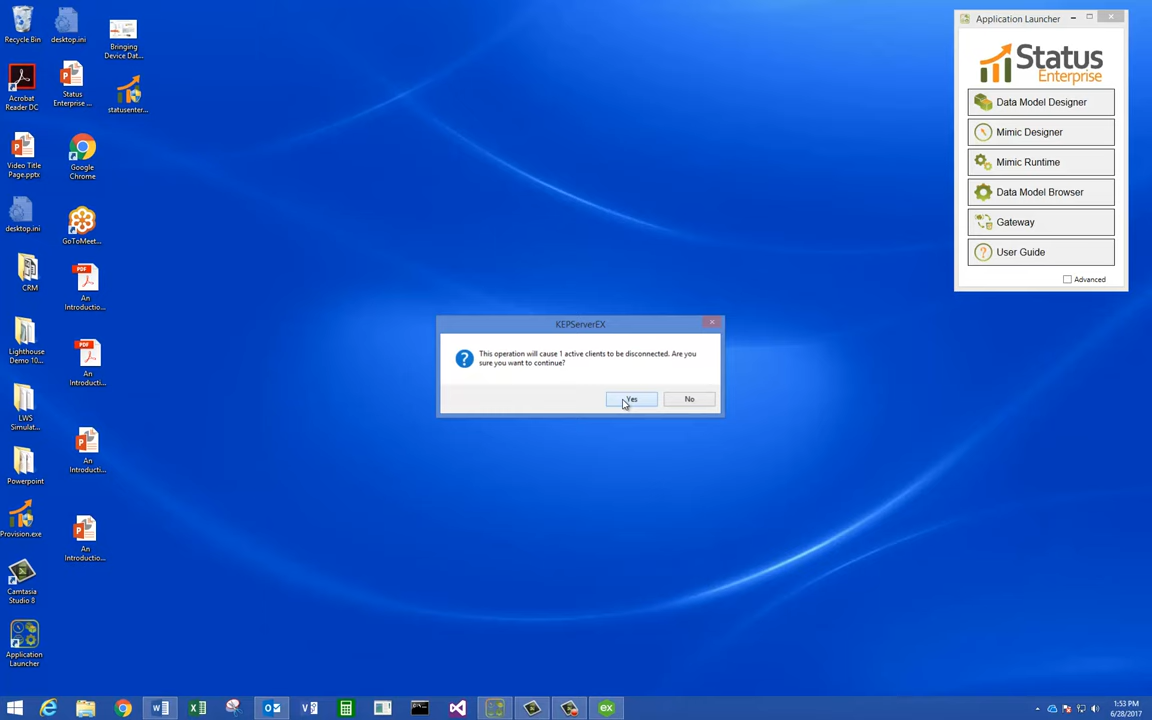 Recycle Bin
desktop.ini
Bringing
Device Dat...
Acrobat
Reader DC
Status
Enterprise ...
statusenter...
Video Title
Page.pptx
Google
Chrome
desktop.ini
GoToMeet...
CRM
An
Introductio...
Lighthouse
Demo 10...
An
Introductio...
LWS
Simulat...
An
Introducti...
Powerpoint
Provision.exe
An
Introductio...
Camtasia
Studio 8
Application
Launcher
Application Launcher
Status
Enterprise
Data Model Designer
Mimic Designer
Mimic Runtime
Data Model Browser
Gateway
User Guide
Advanced
KEPServerEX
This operation will cause 1 active clients to be disconnected. Are you
sure you want to continue?
Yes
No
ex
1:53 PM
6/28/2017